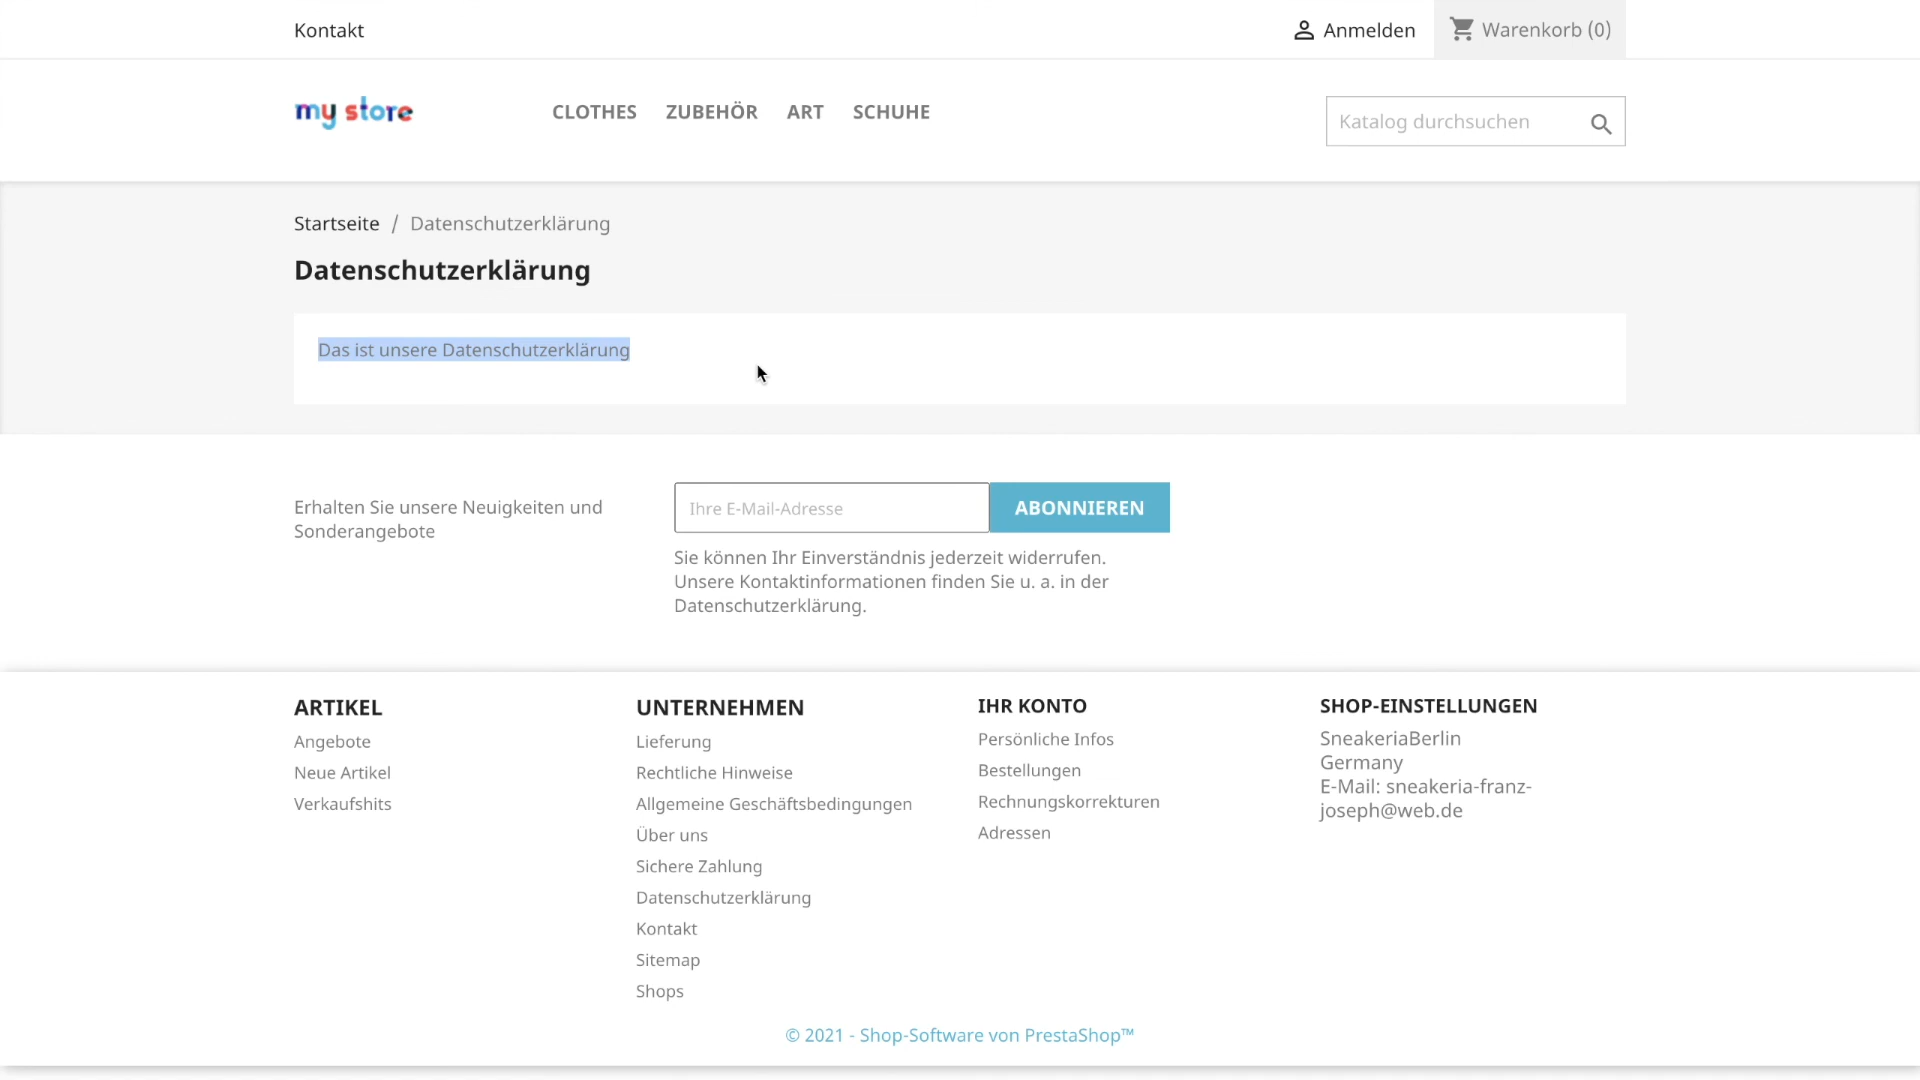 Kontakt
Anmelden
Warenkorb (0)
my store
CLOTHES
ZUBEHÖR
ART
SCHUHE
Katalog durchsuchen
Startseite / Datenschutzerklärung
Datenschutzerklärung
Das ist unsere Datenschutzerklärung
Erhalten Sie unsere Neuigkeiten und
Sonderangebote
Ihre E-Mail-Adresse
ABONNIEREN
Sie können Ihr Einverständnis jederzeit widerrufen.
Unsere Kontaktinformationen finden Sie u. a. in der
Datenschutzerklärung.
ARTIKEL
Angebote
Neue Artikel
Verkaufshits
UNTERNEHMEN
Lieferung
Rechtliche Hinweise
Allgemeine Geschäftsbedingungen
Über uns
Sichere Zahlung
Datenschutzerklärung
Kontakt
Sitemap
Shops
IHR KONTO
Persönliche Infos
Bestellungen
Rechnungskorrekturen
Adressen
SHOP-EINSTELLUNGEN
SneakeriaBerlin
Germany
E-Mail: sneakeria-franz-
joseph@web.de
© 2021 - Shop-Software von PrestaShop™